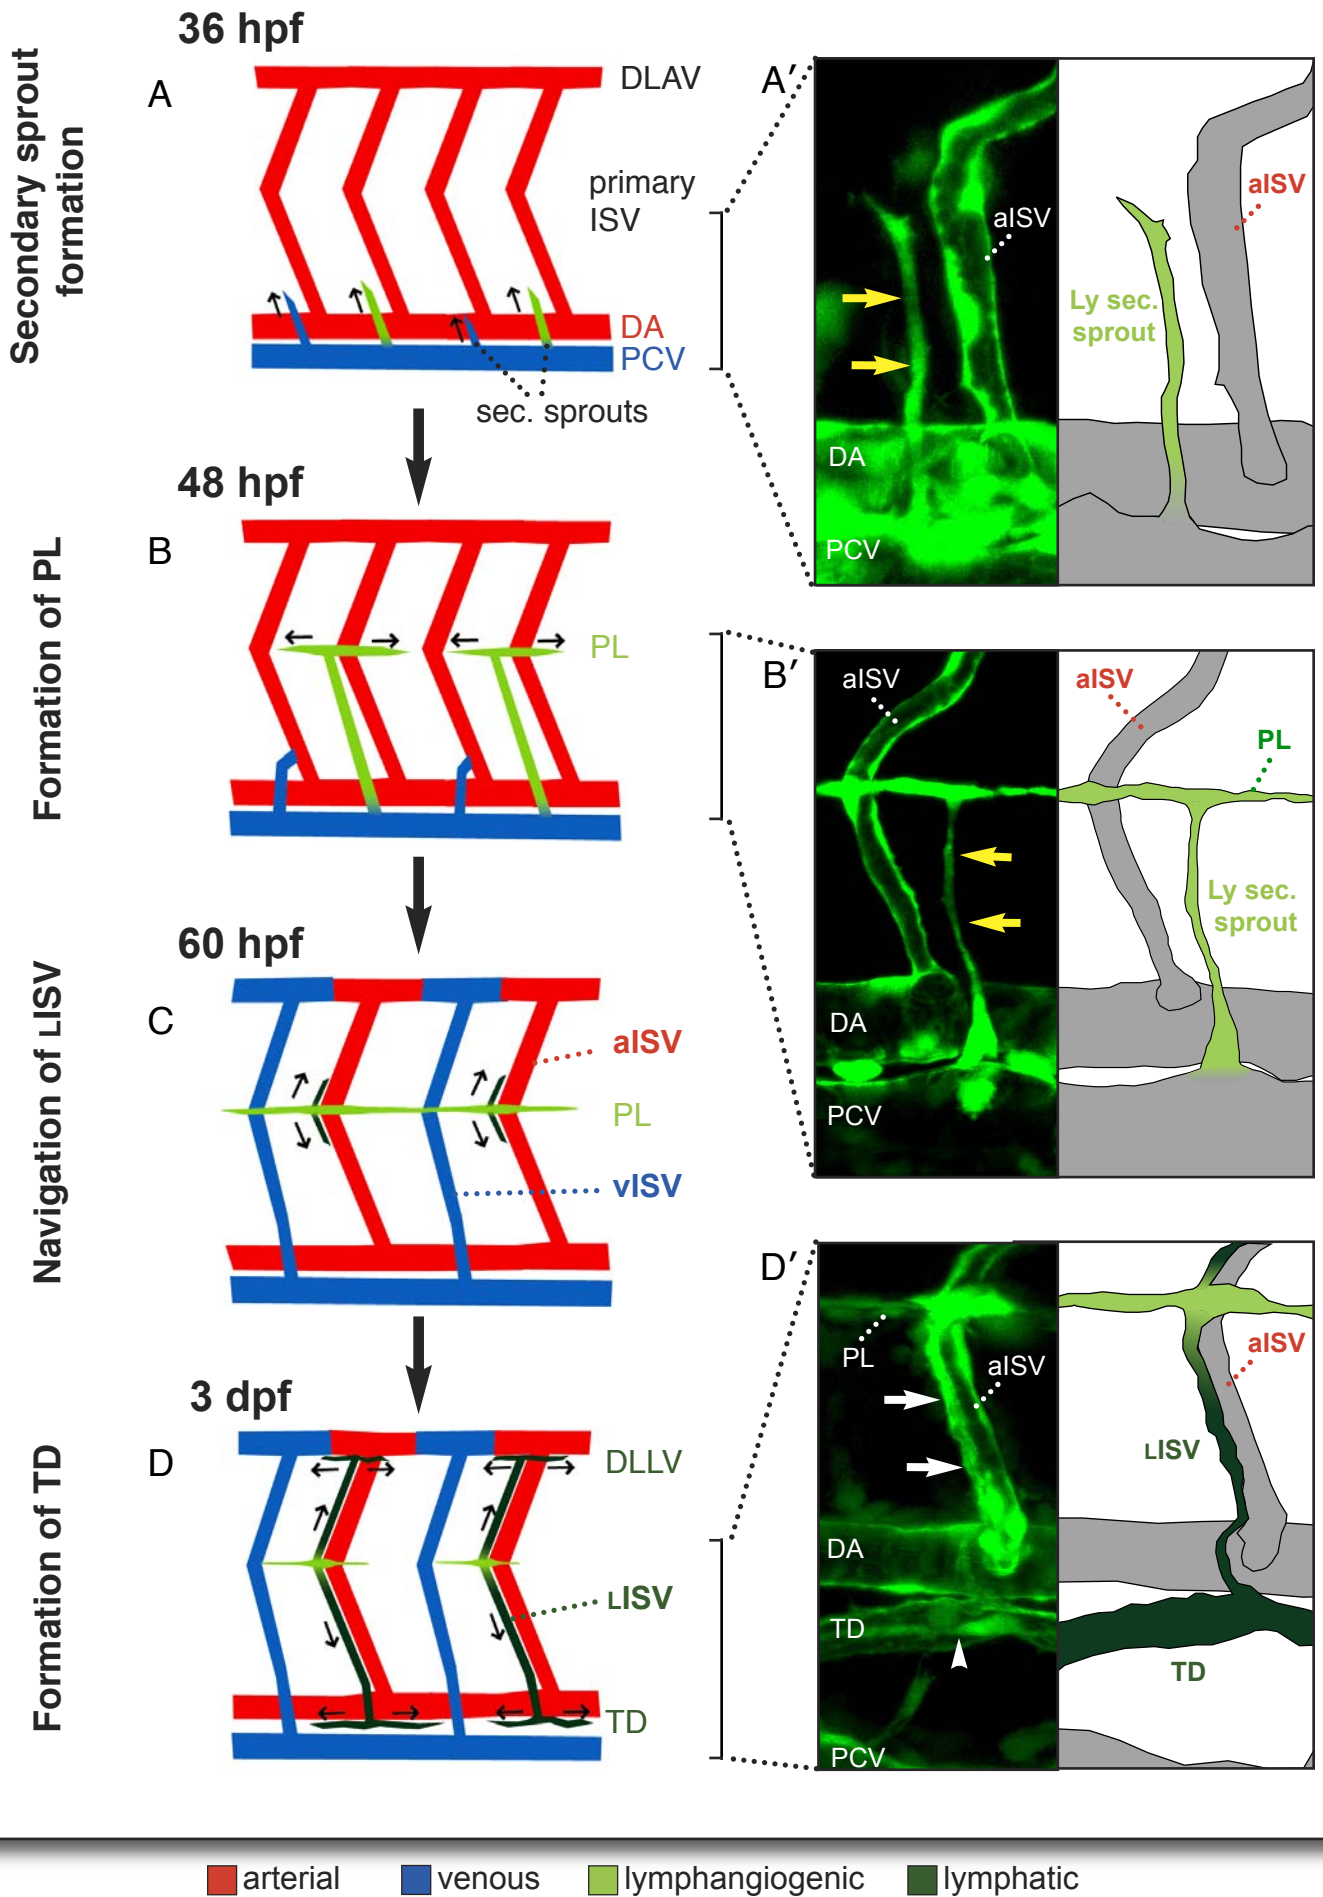 36 hpf
Secondary sprout
formation
A
DLAV
primary
ISV
DA
PCV
sec. sprouts
A′
aISV
DA
PCV
aISV
Ly sec.
sprout
48 hpf
Formation of PL
B
PL
B′
aISV
DA
PCV
aISV
PL
Ly sec.
sprout
60 hpf
Navigation of LISV
C
aISV
PL
vISV
3 dpf
Formation of TD
D
DLLV
LISV
TD
D′
PL
aISV
DA
TD
PCV
aISV
LISV
TD
arterial
venous
lymphangiogenic
lymphatic